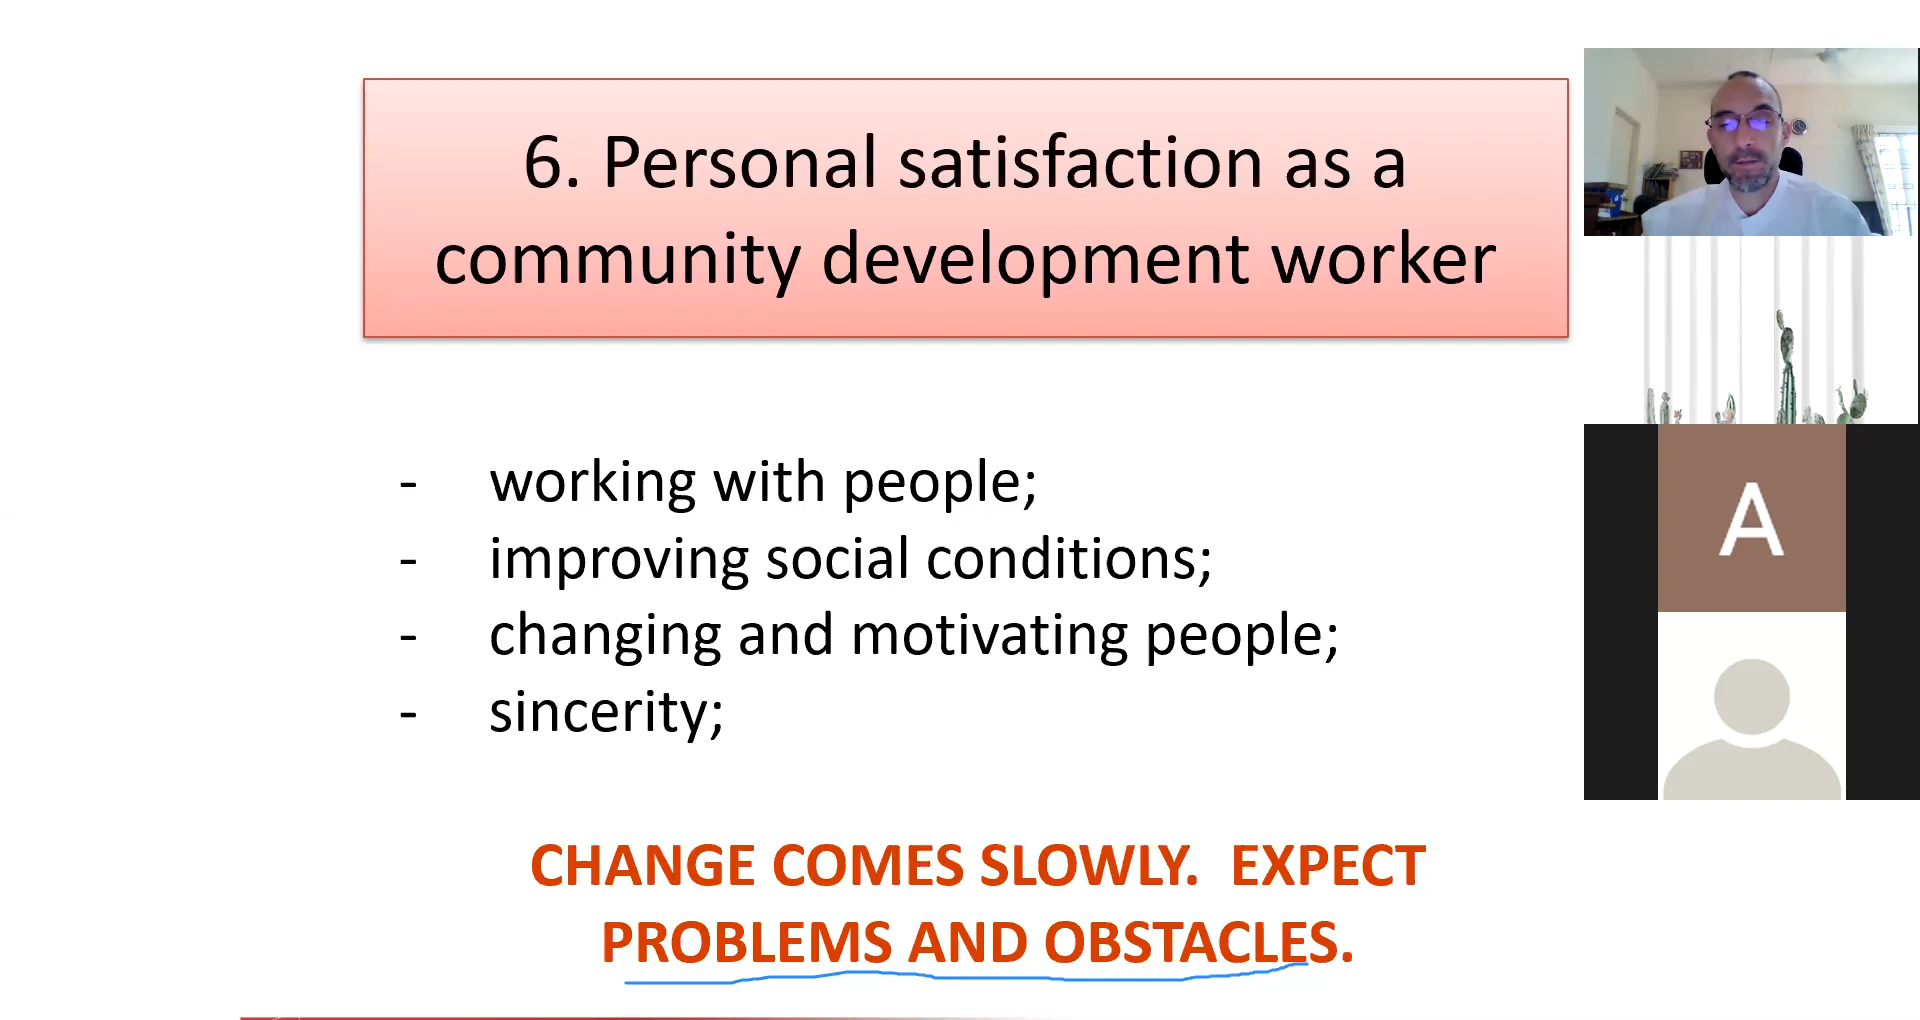 6. Personal satisfaction as a
community development worker
- working with people;
- improving social conditions;
- changing and motivating people;
- sincerity;
CHANGE COMES SLOWLY.  EXPECT
PROBLEMS AND OBSTACLES.
A